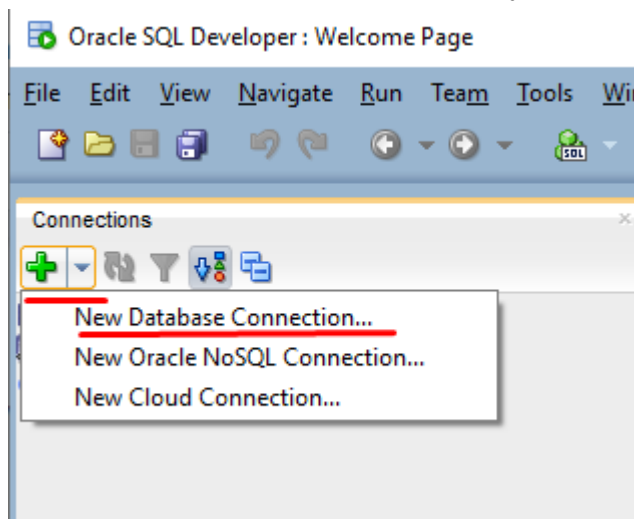 Oracle SQL Developer : Welcome Page
File Edit View Navigate Run Team Tools
SQL
Connections
New Database Connection...
New Oracle NoSQL Connection...
New Cloud Connection...